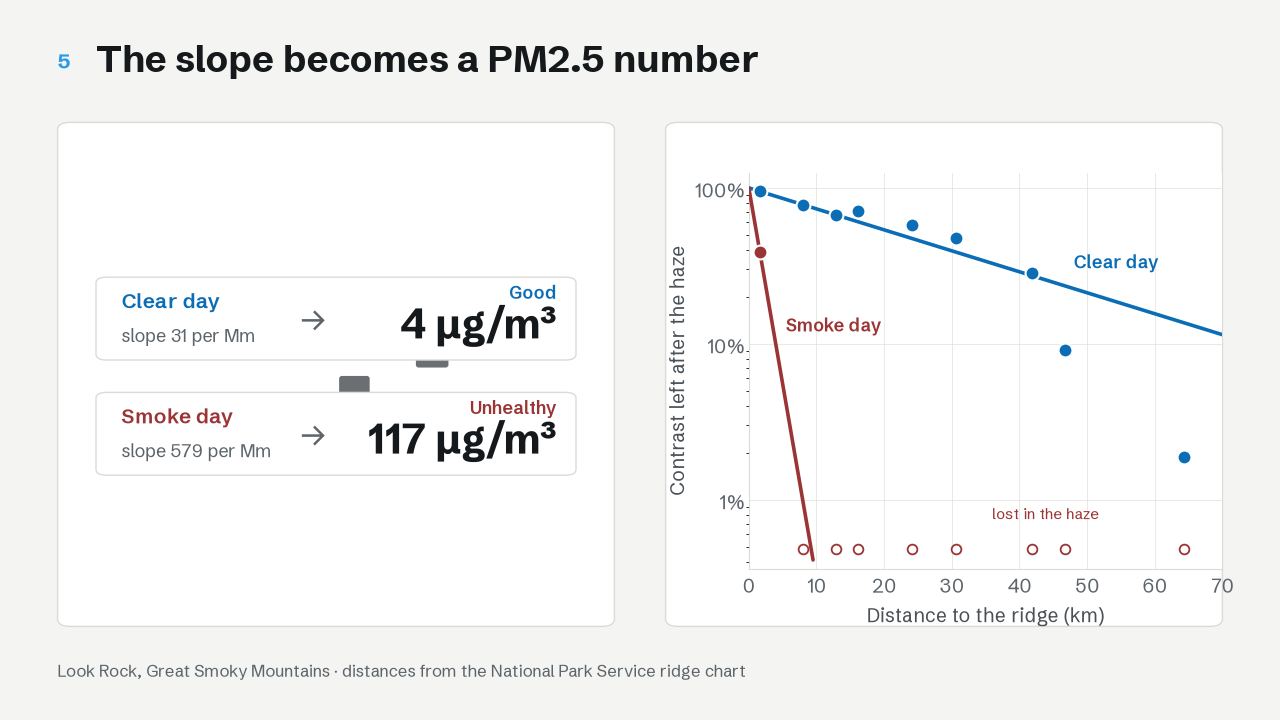 5 The slope becomes a PM2.5 number
Clear day
slope 31 per Mm
→
Good
4 µg/m³
Smoke day
slope 579 per Mm
→
Unhealthy
117 µg/m³
Contrast left after the haze
100%
10%
1%
Clear day
Smoke day
lost in the haze
0 10 20 30 40 50 60 70
Distance to the ridge (km)
Look Rock, Great Smoky Mountains · distances from the National Park Service ridge chart